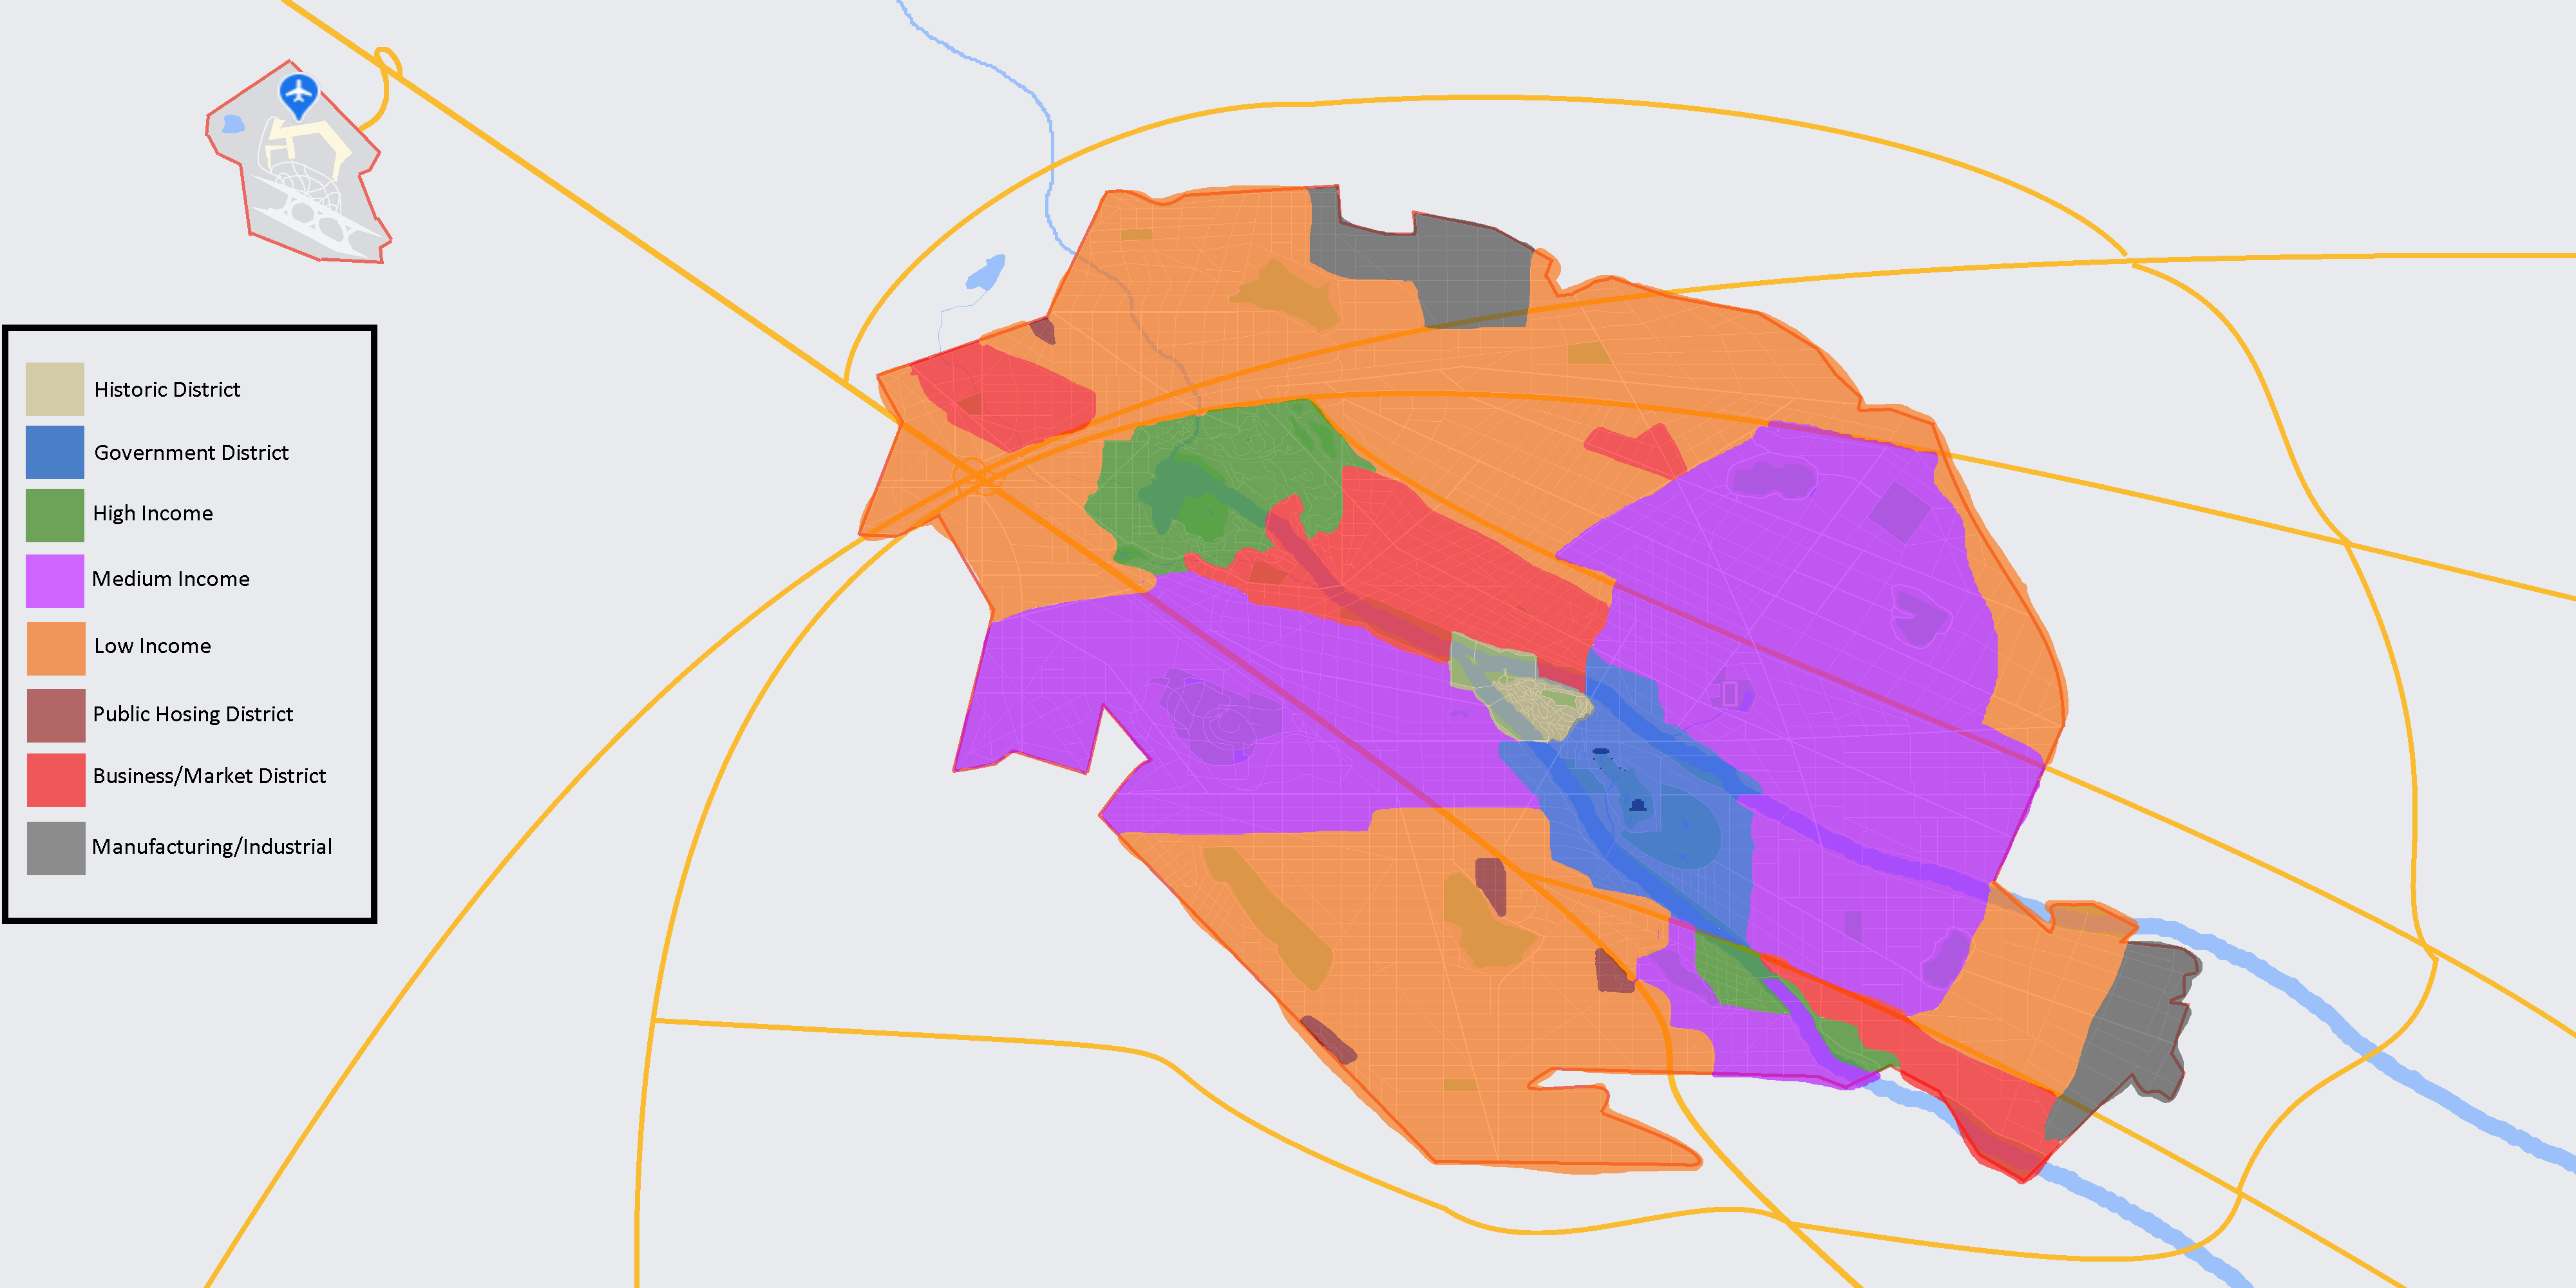 Historic District
Government District
High Income
Medium Income
Low Income
Public Hosing District
Business/Market District
Manufacturing/Industrial